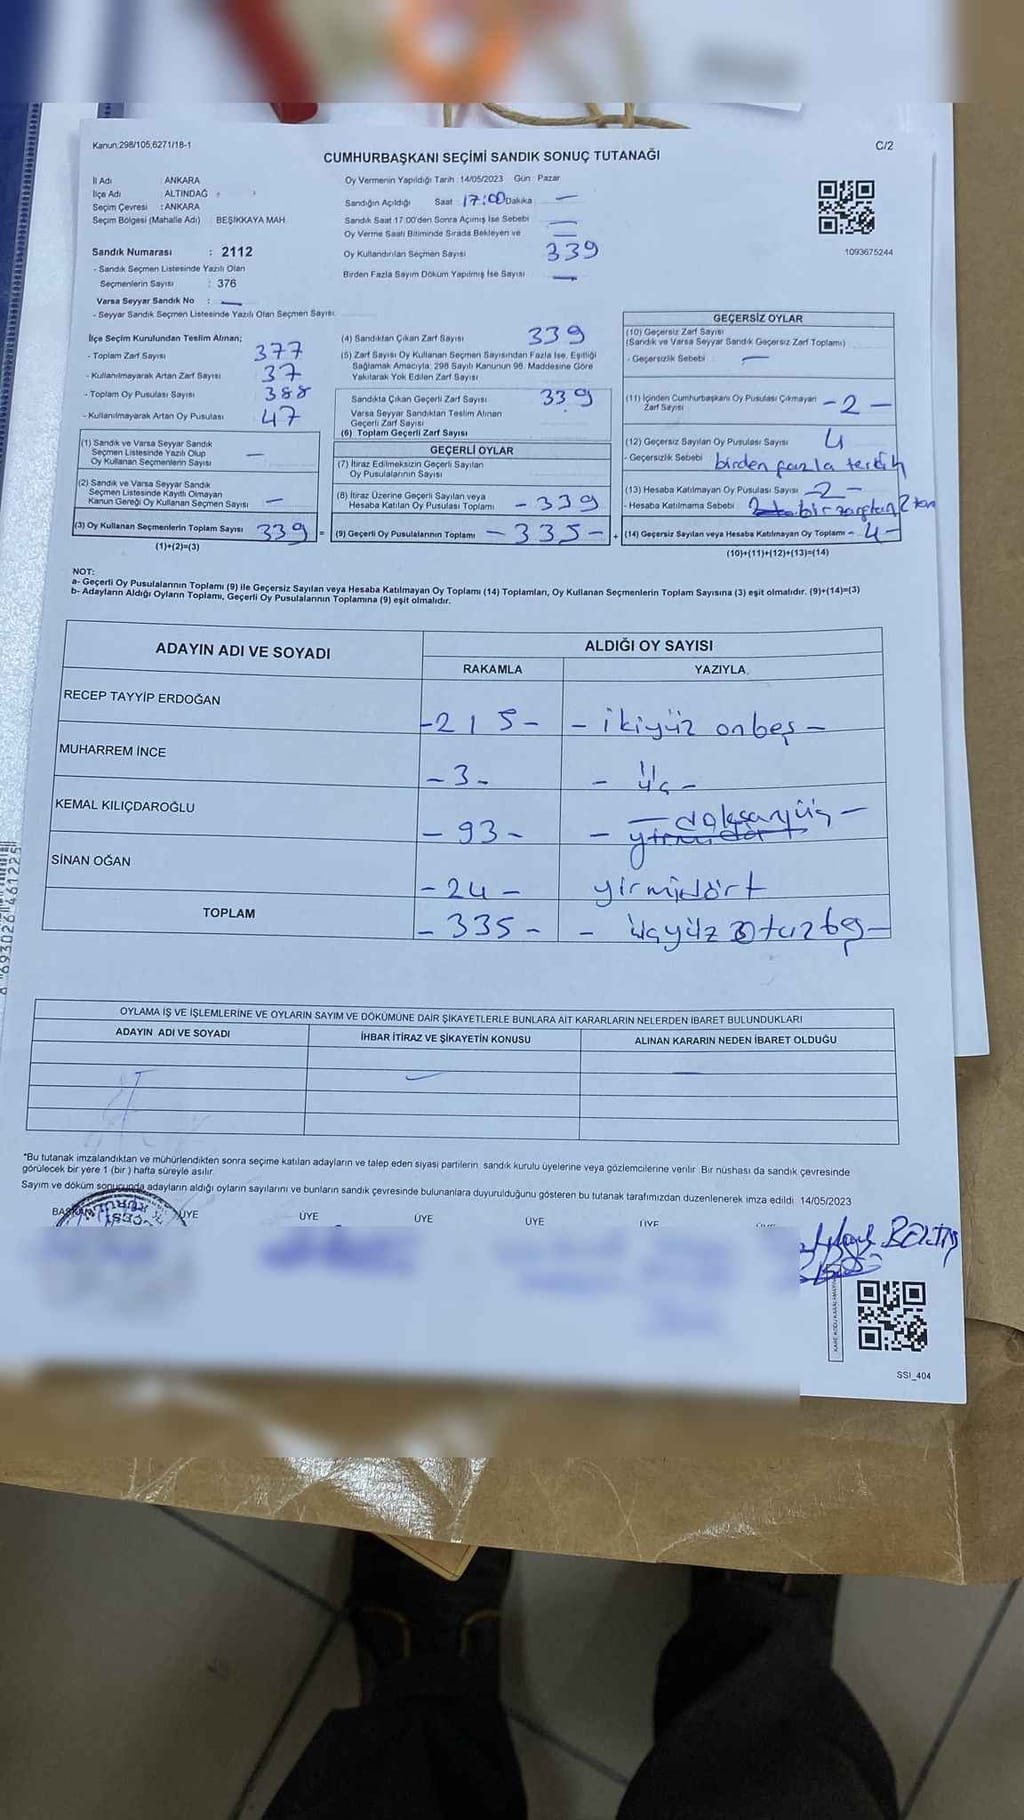 Kanun;298/105,6271/18-1
C/2
CUMHURBAŞKANI SEÇİMİ SANDIK SONUÇ TUTANAĞI
İl Adı : ANKARA
İlçe Adı : ALTINDAĞ
Seçim Çevresi : ANKARA
Seçim Bölgesi (Mahalle Adı) BEŞİKKAYA MAH.
Sandık Numarası : 2112
- Sandık Seçmen Listesinde Yazılı Olan
Seçmenlerin Sayısı : 376
Varsa Seyyar Sandık No : —
- Seyyar Sandık Seçmen Listesinde Yazılı Olan Seçmen Sayısı:
Oy Vermenin Yapıldığı Tarih :14/05/2023 Gün : Pazar
Sandığın Açıldığı Saat 17:00 Dakika —
Sandık Saat 17.00'den Sonra Açılmış İse Sebebi —
Oy Verme Saati Bitiminde Sırada Bekleyen ve —
Oy Kullandırılan Seçmen Sayısı 339
Birden Fazla Sayım Döküm Yapılmış İse Sayısı —
1093675244
İlçe Seçim Kurulundan Teslim Alınan;
- Toplam Zarf Sayısı 377
- Kullanılmayarak Artan Zarf Sayısı 37
- Toplam Oy Pusulası Sayısı 388
- Kullanılmayarak Artan Oy Pusulası 47
(1) Sandık ve Varsa Seyyar Sandık
Seçmen Listesinde Yazılı Olup
Oy Kullanan Seçmenlerin Sayısı —
(2) Sandık ve Varsa Seyyar Sandık
Seçmen Listesinde Kayıtlı Olmayan
Kanun Gereği Oy Kullanan Seçmen Sayısı —
(3) Oy Kullanan Seçmenlerin Toplam Sayısı 339 =
(1)+(2)=(3)
(4) Sandıktan Çıkan Zarf Sayısı 339
(5) Zarf Sayısı Oy Kullanan Seçmen Sayısından Fazla İse, Eşitliği
Sağlamak Amacıyla, 298 Sayılı Kanunun 98. Maddesine Göre
Yakılarak Yok Edilen Zarf Sayısı
Sandıkta Çıkan Geçerli Zarf Sayısı 339
Varsa Seyyar Sandıktan Teslim Alınan
Geçerli Zarf Sayısı
(6) Toplam Geçerli Zarf Sayısı
GEÇERLİ OYLAR
(7) İtiraz Edilmeksizin Geçerli Sayılan
Oy Pusulalarının Sayısı
(8) İtiraz Üzerine Geçerli Sayılan veya
Hesaba Katılan Oy Pusulası Toplamı - 339
(9) Geçerli Oy Pusulalarının Toplamı - 335 - +
GEÇERSİZ OYLAR
(10) Geçersiz Zarf Sayısı
(Sandık ve Varsa Seyyar Sandık Geçersiz Zarf Toplamı)
- Geçersizlik Sebebi —
(11) İçinden Cumhurbaşkanı Oy Pusulası Çıkmayan
Zarf Sayısı - 2 -
(12) Geçersiz Sayılan Oy Pusulası Sayısı 4
- Geçersizlik Sebebi birden fazla tercih
(13) Hesaba Katılmayan Oy Pusulası Sayısı - 2 -
- Hesaba Katılmama Sebebi bir zarftan 2 tan
(14) Geçersiz Sayılan veya Hesaba Katılmayan Oy Toplamı - 4 -
(10)+(11)+(12)+(13)=(14)
NOT:
a- Geçerli Oy Pusulalarının Toplamı (9) ile Geçersiz Sayılan veya Hesaba Katılmayan Oy Toplamı (14) Toplamları, Oy Kullanan Seçmenlerin Toplam Sayısına (3) eşit olmalıdır. (9)+(14)=(3)
b- Adayların Aldığı Oyların Toplamı, Geçerli Oy Pusulalarının Toplamına (9) eşit olmalıdır.
ADAYIN ADI VE SOYADI
ALDIĞI OY SAYISI
RAKAMLA YAZIYLA
RECEP TAYYİP ERDOĞAN -215- - ikiyüz onbeş -
MUHARREM İNCE -3- - üç -
KEMAL KILIÇDAROĞLU -93- - yirmidört doksanüç -
SİNAN OĞAN -24- yirmidört
TOPLAM -335- - üçyüz otuzbeş -
OYLAMA İŞ VE İŞLEMLERİNE VE OYLARIN SAYIM VE DÖKÜMÜNE DAİR ŞİKAYETLERLE BUNLARA AİT KARARLARIN NELERDEN İBARET BULUNDUKLARI
ADAYIN ADI VE SOYADI İHBAR İTİRAZ VE ŞİKAYETİN KONUSU ALINAN KARARIN NEDEN İBARET OLDUĞU
*Bu tutanak imzalandıktan ve mühürlendikten sonra seçime katılan adayların ve talep eden siyasi partilerin sandık kurulu üyelerine veya gözlemcilerine verilir. Bir nüshası da sandık çevresinde
görülecek bir yere 1 (bir ) hafta süreyle asılır.
Sayım ve döküm sonucunda adayların aldığı oyların sayılarını ve bunların sandık çevresinde bulunanlara duyurulduğunu gösteren bu tutanak tarafımızdan düzenlenerek imza edildi. 14/05/2023
ÜYE ÜYE ÜYE ÜYE ÜYE
SSI_404